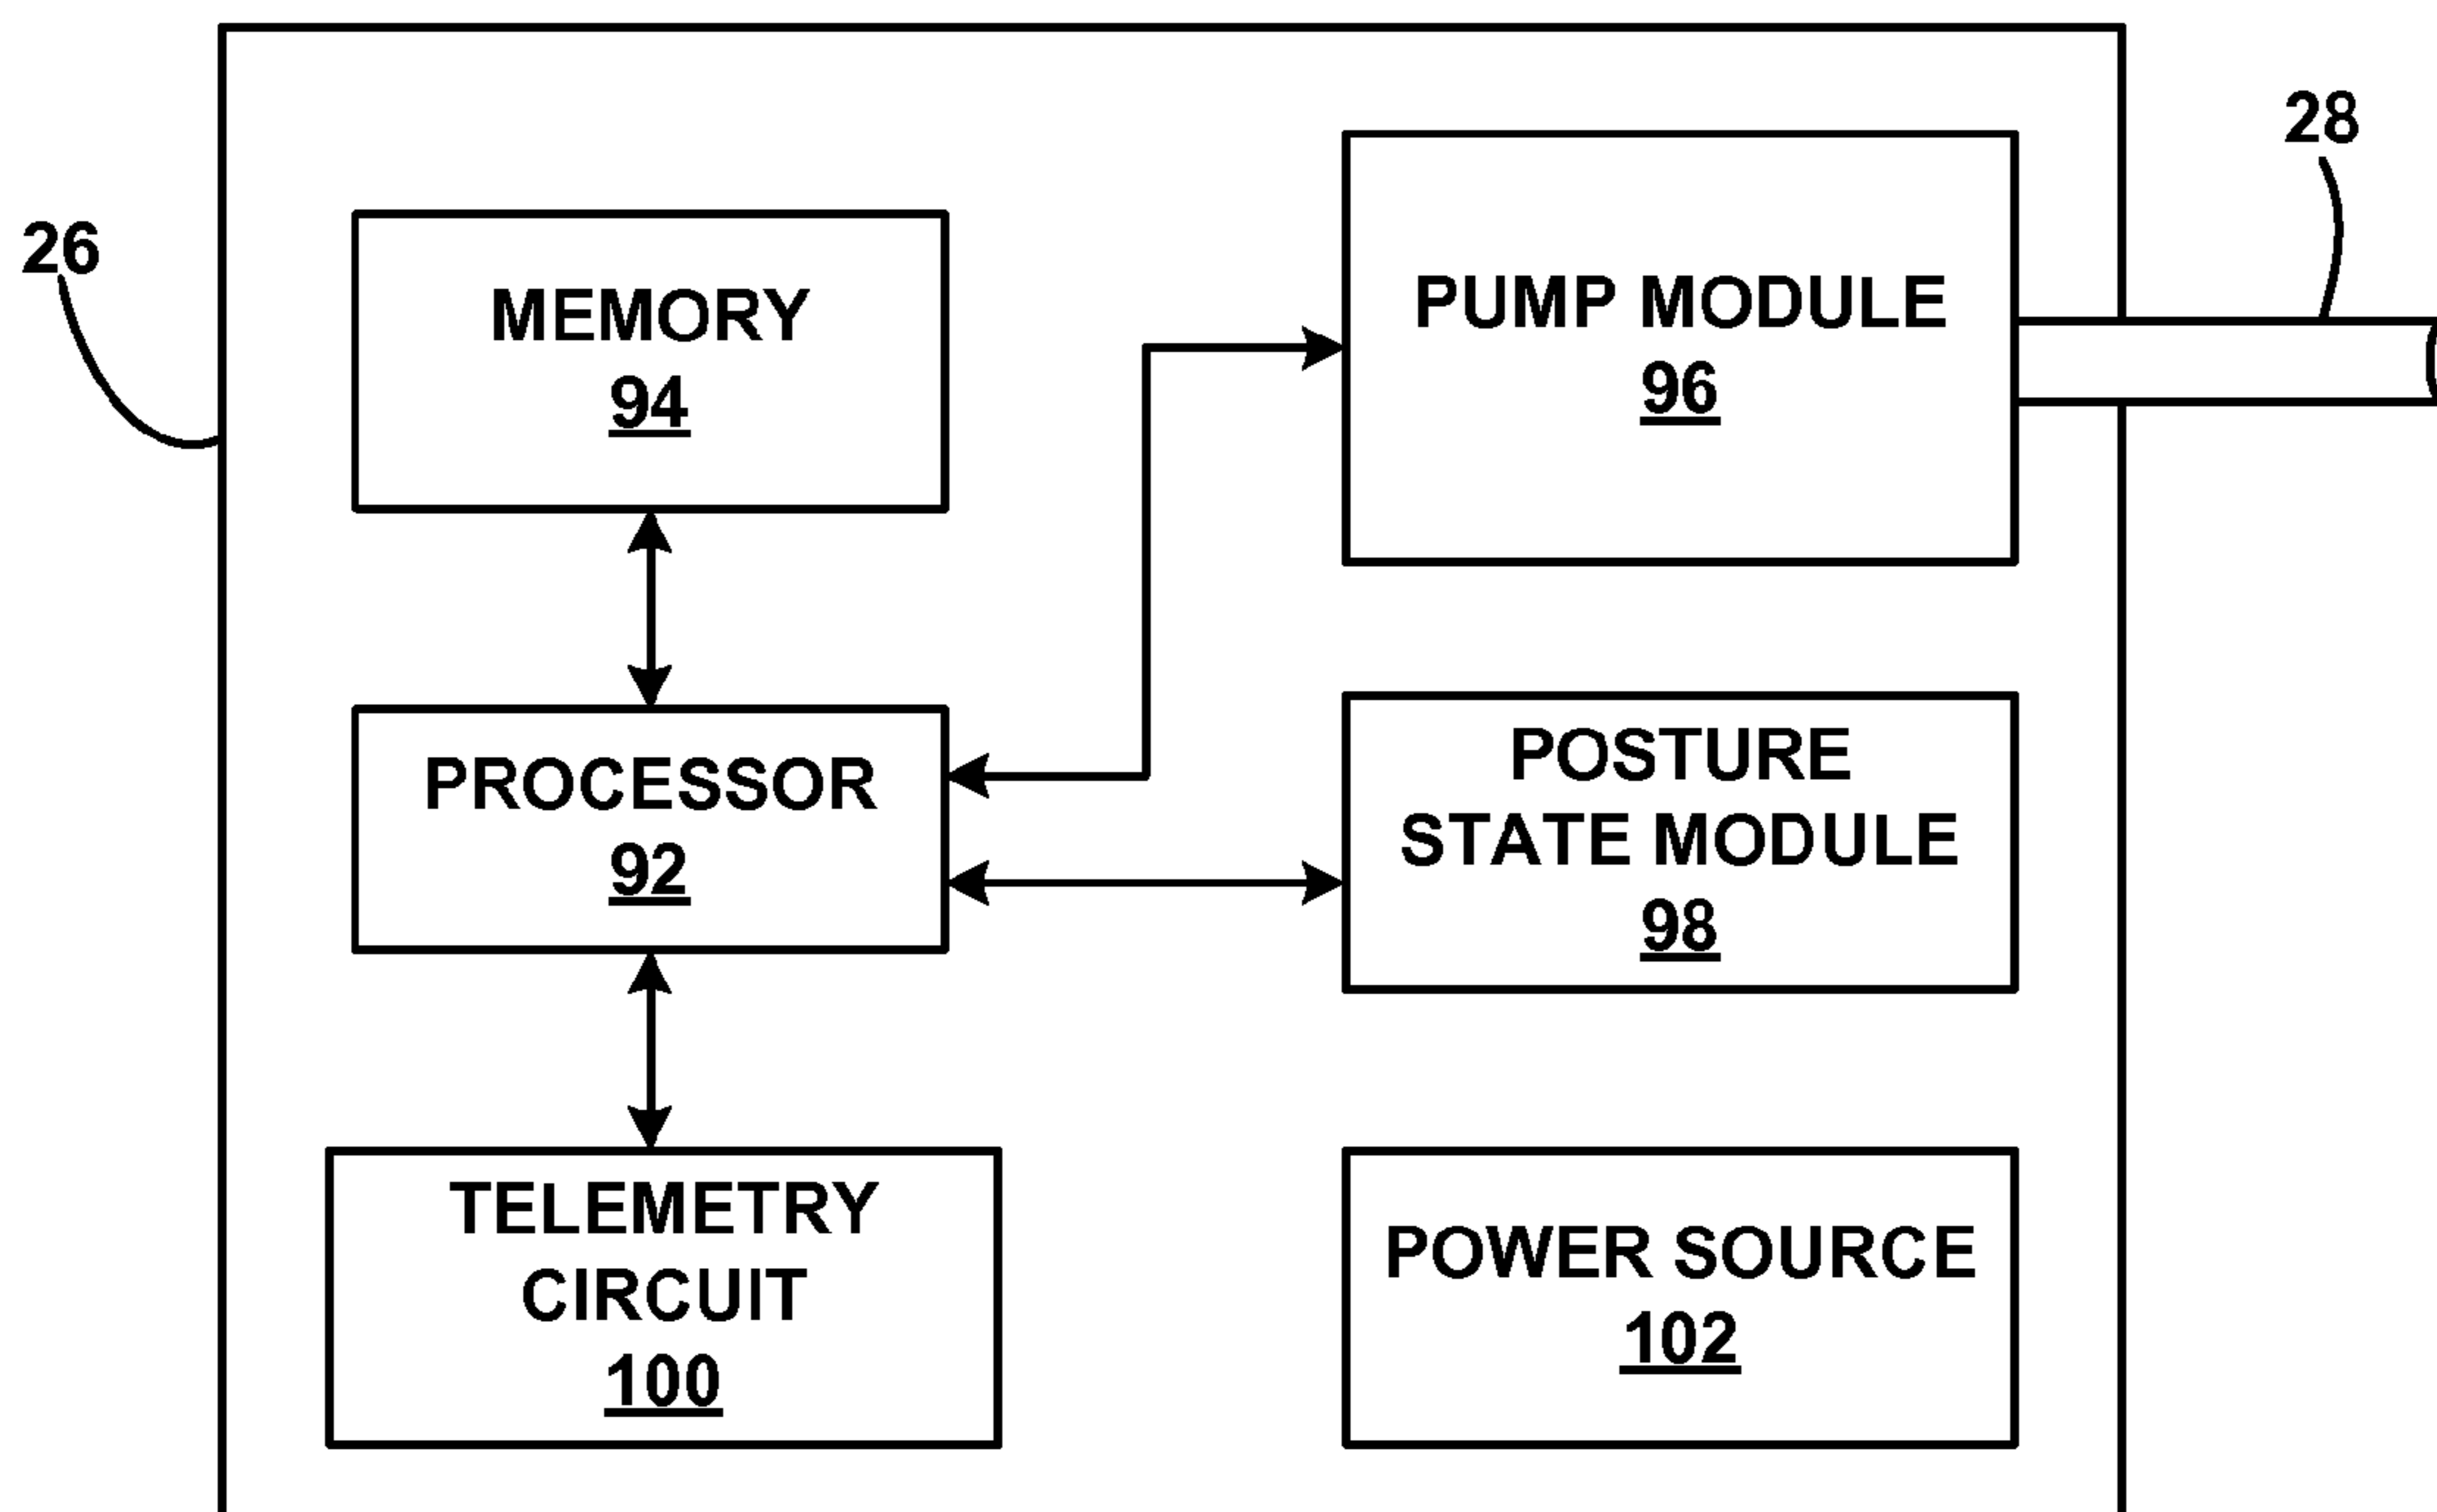 26
28
MEMORY
94
PUMP MODULE
96
PROCESSOR
92
POSTURE
STATE MODULE
98
TELEMETRY
CIRCUIT
100
POWER SOURCE
102